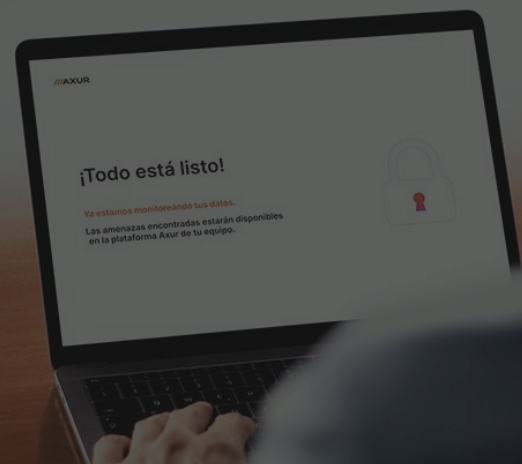 ///AXUR
¡Todo está listo!
Ya estamos monitoreando tus datos.
Las amenazas encontradas estarán disponibles
en la plataforma Axur de tu equipo.